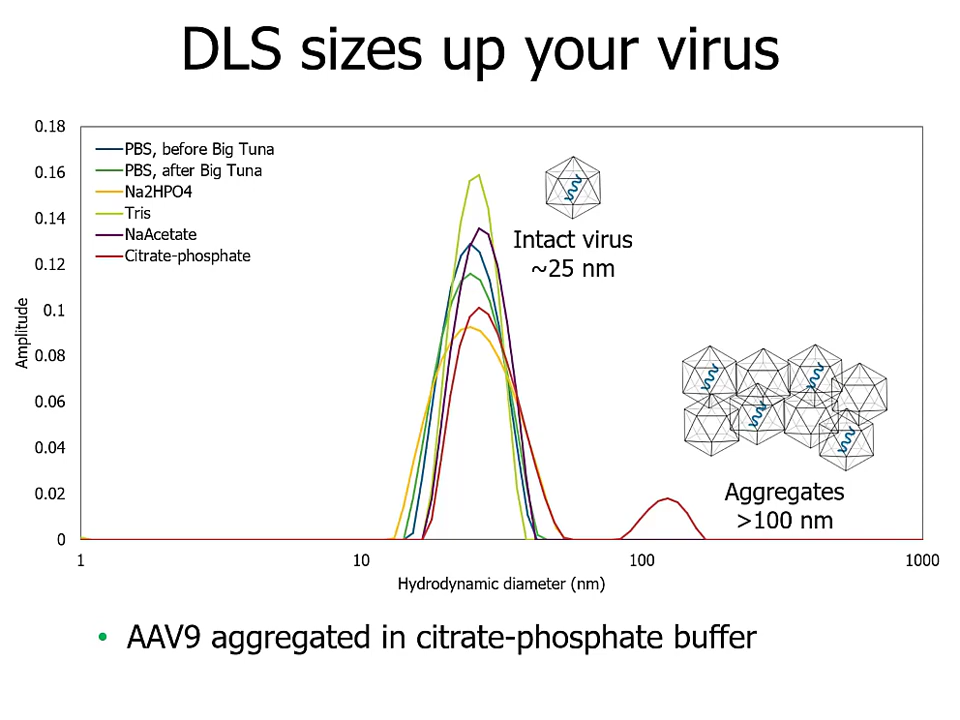 DLS sizes up your virus
0.18
0.16
0.14
0.12
0.1
0.08
0.06
0.04
0.02
0
Amplitude
PBS, before Big Tuna
PBS, after Big Tuna
Na2HPO4
Tris
NaAcetate
Citrate-phosphate
Intact virus
~25 nm
Aggregates
>100 nm
1
10
100
1000
Hydrodynamic diameter (nm)
• AAV9 aggregated in citrate-phosphate buffer